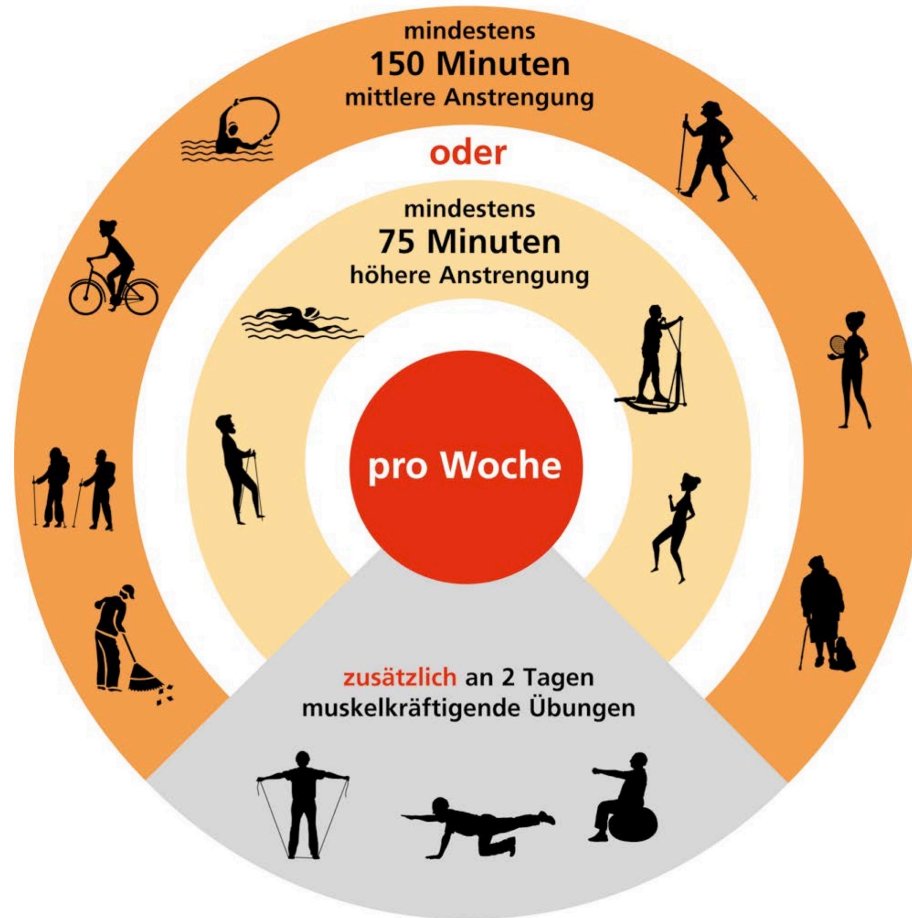 mindestens
150 Minuten
mittlere Anstrengung
oder
mindestens
75 Minuten
höhere Anstrengung
pro Woche
zusätzlich an 2 Tagen
muskelkräftigende Übungen